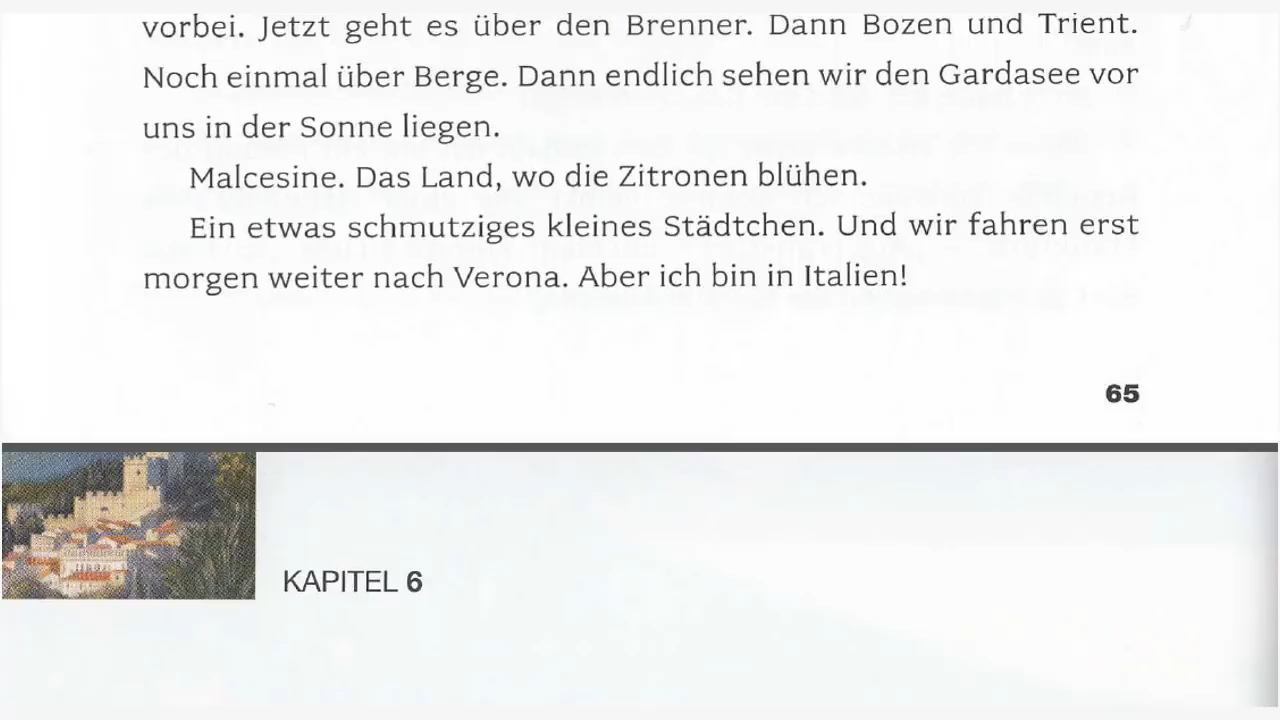 vorbei. Jetzt geht es über den Brenner. Dann Bozen und Trient.
Noch einmal über Berge. Dann endlich sehen wir den Gardasee vor
uns in der Sonne liegen.
Malcesine. Das Land, wo die Zitronen blühen.
Ein etwas schmutziges kleines Städtchen. Und wir fahren erst
morgen weiter nach Verona. Aber ich bin in Italien!
65
KAPITEL 6